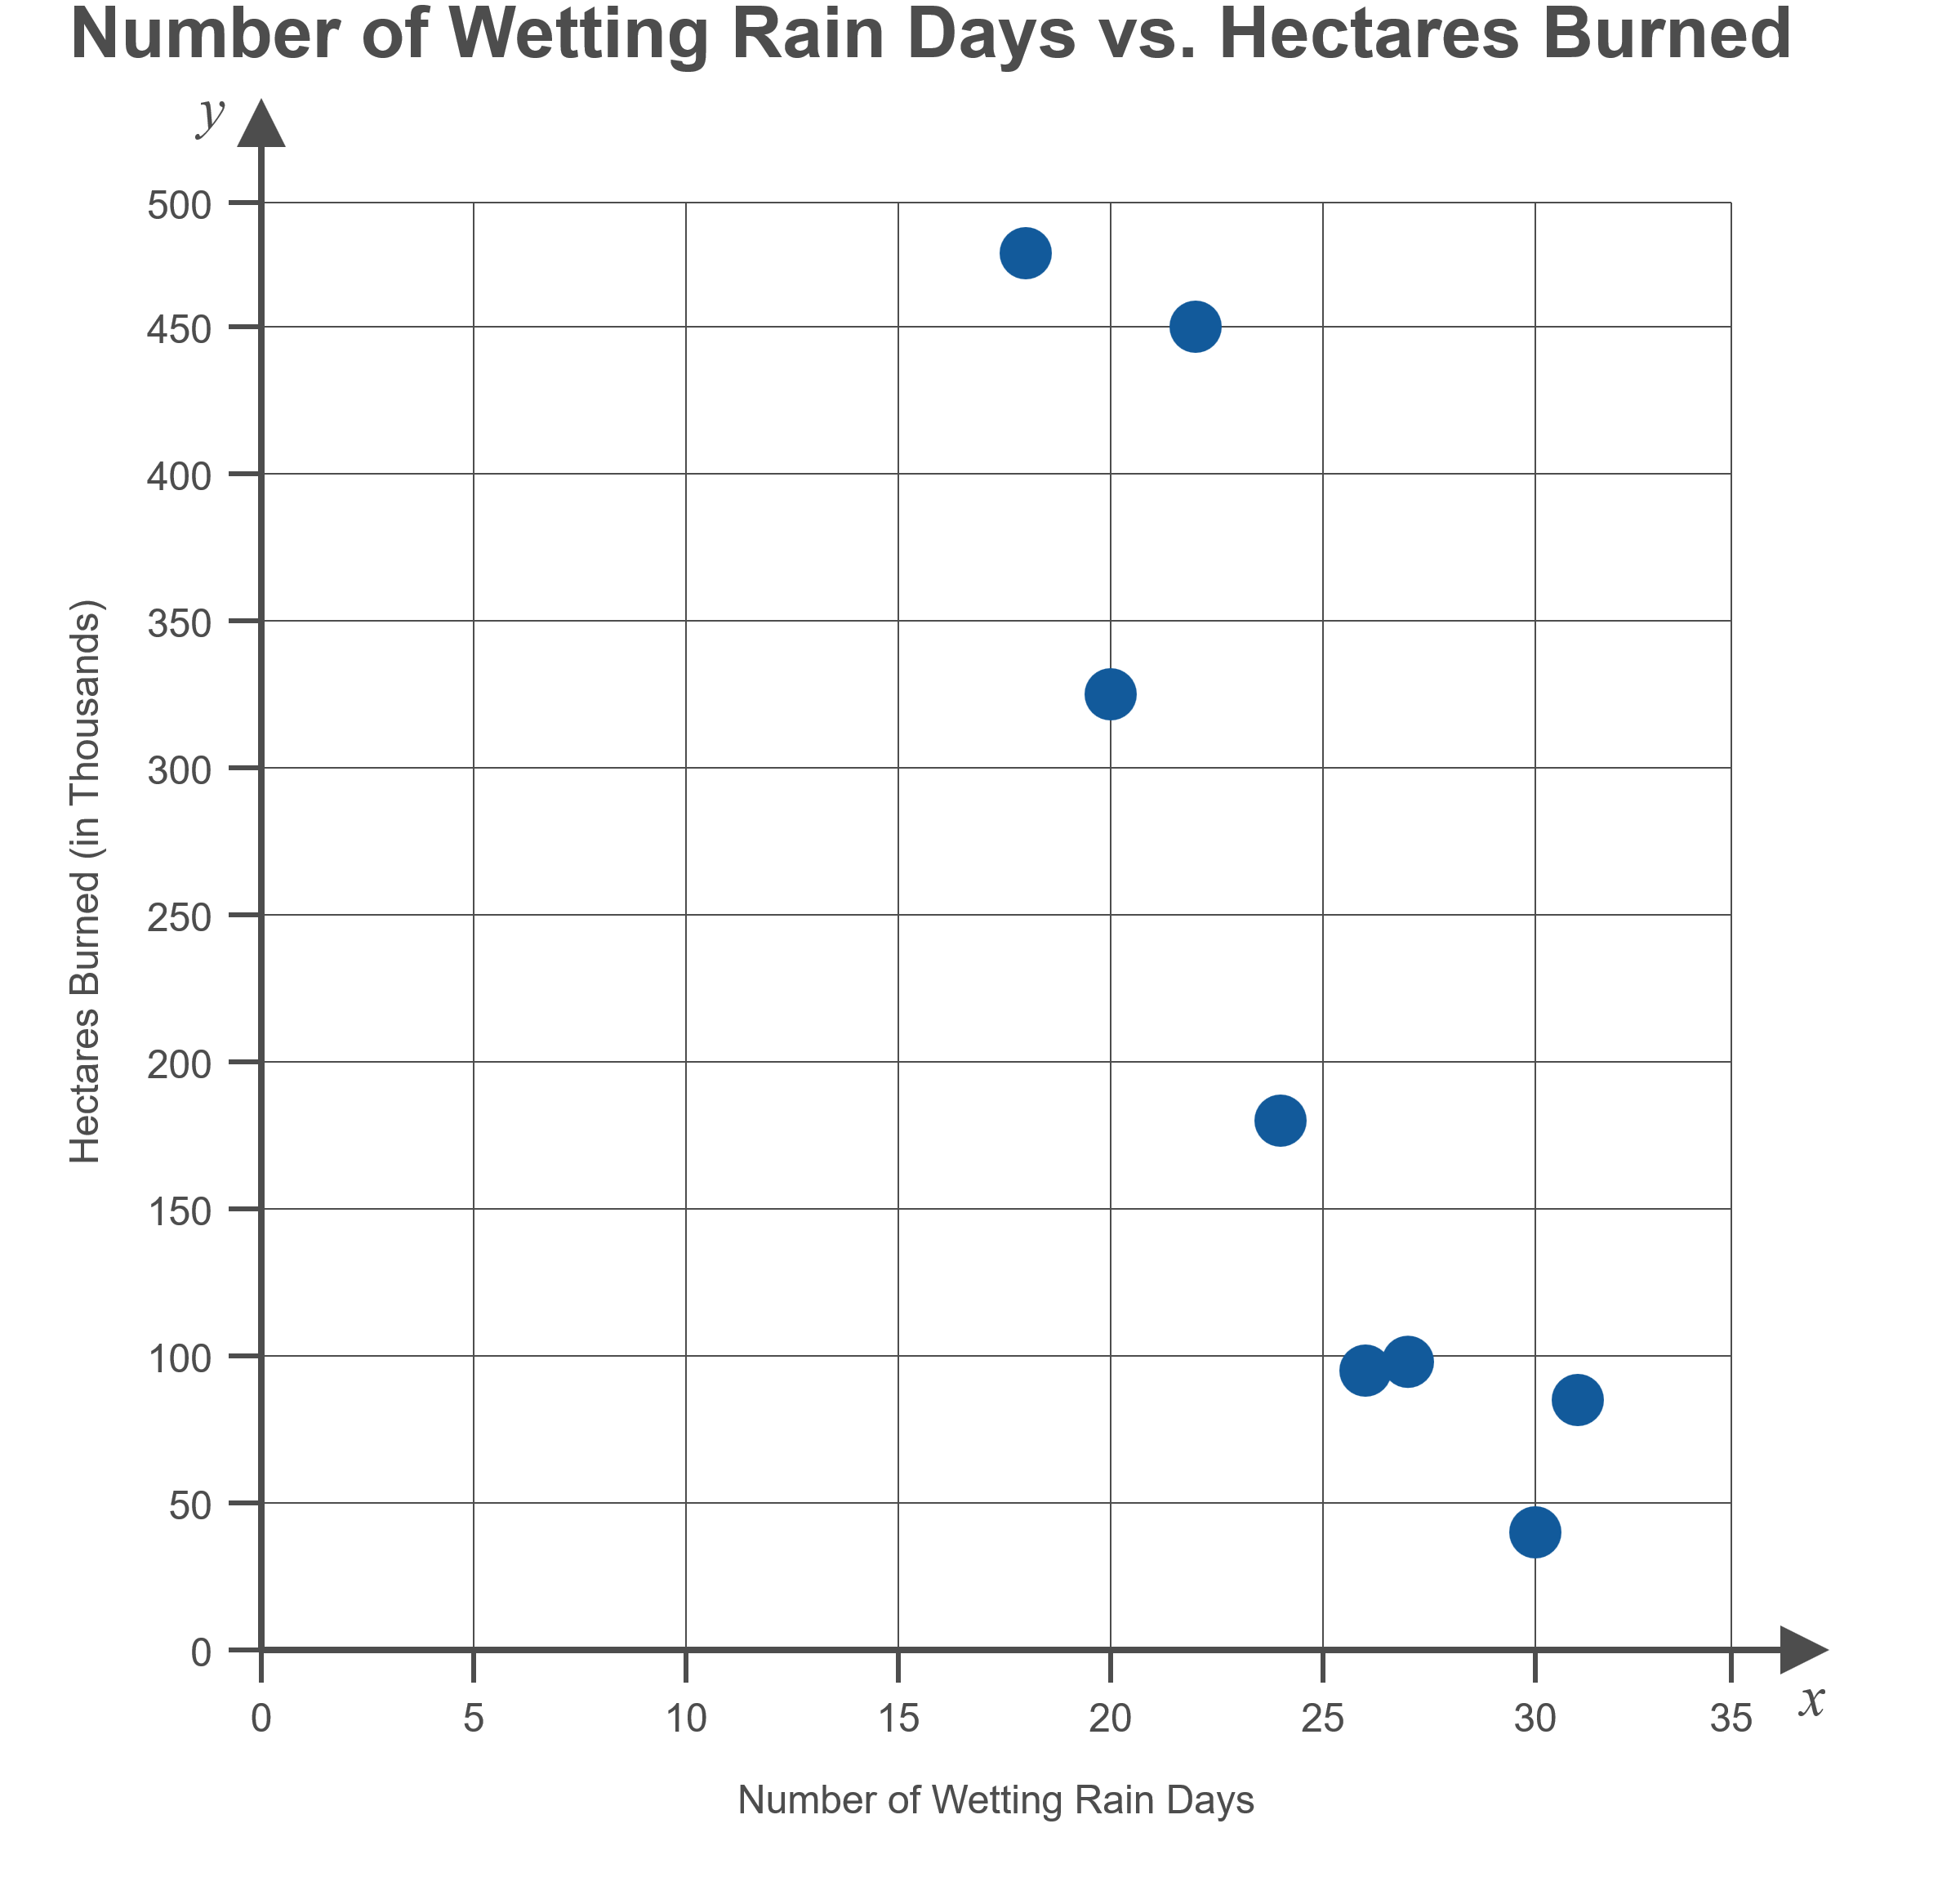 Number of Wetting Rain Days vs. Hectares Burned
y
500
450
400
350
300
250
200
150
100
50
0
Hectares Burned (in Thousands)
0 5 10 15 20 25 30 35
x
Number of Wetting Rain Days